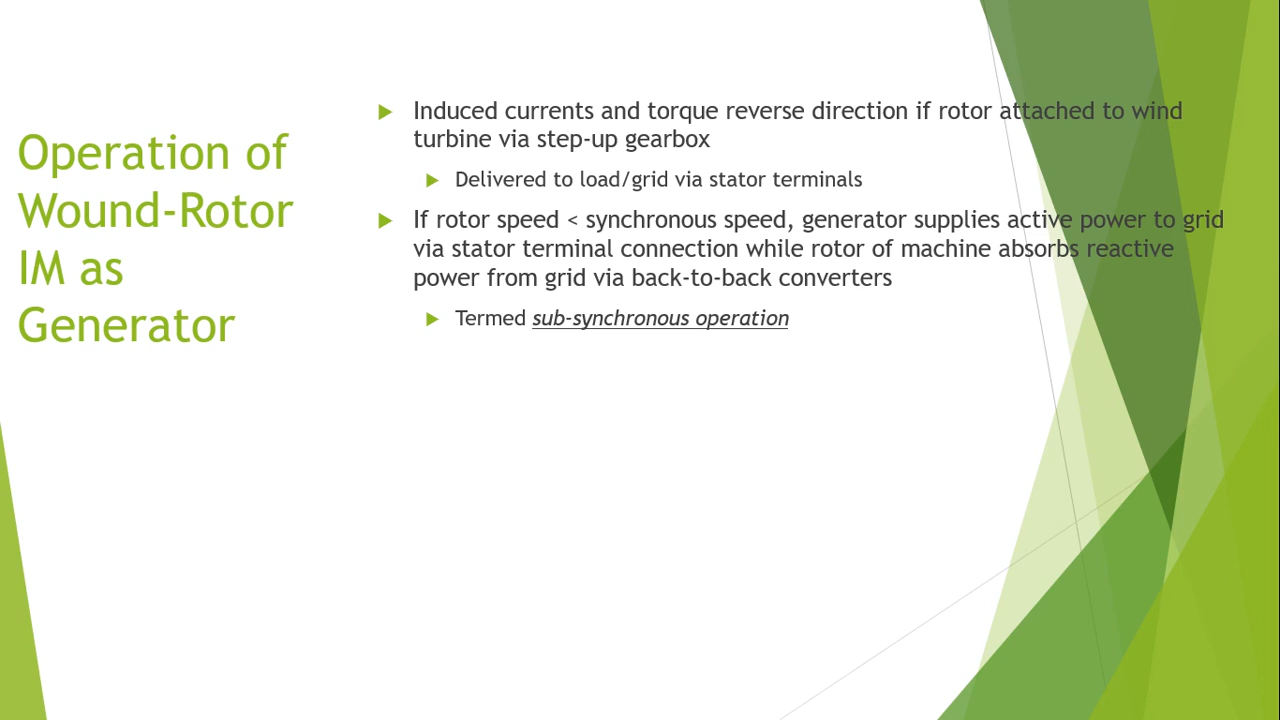 Operation of
Wound-Rotor
IM as
Generator
Induced currents and torque reverse direction if rotor attached to wind
turbine via step-up gearbox
Delivered to load/grid via stator terminals
If rotor speed < synchronous speed, generator supplies active power to grid
via stator terminal connection while rotor of machine absorbs reactive
power from grid via back-to-back converters
Termed sub-synchronous operation